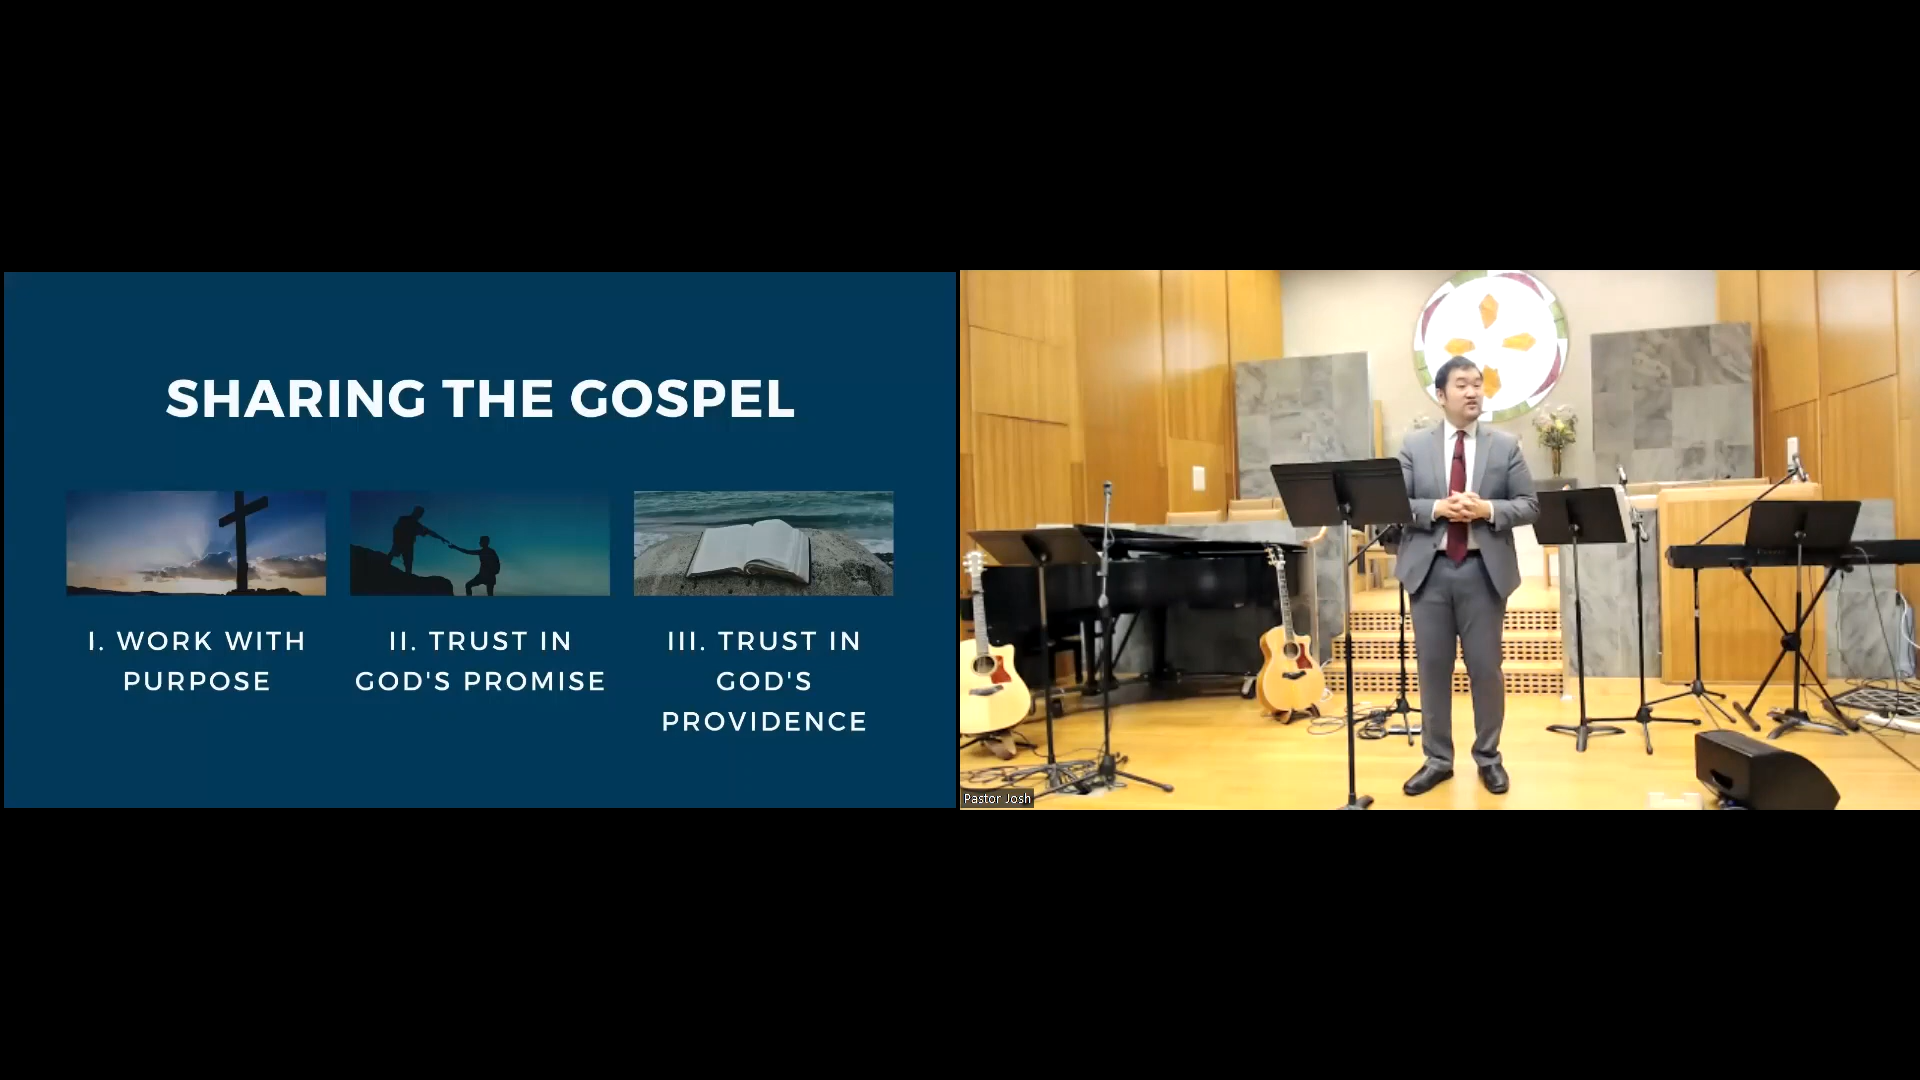 SHARING THE GOSPEL
I. WORK WITH
PURPOSE
II. TRUST IN
GOD'S PROMISE
III. TRUST IN
GOD'S
PROVIDENCE
Pastor Josh